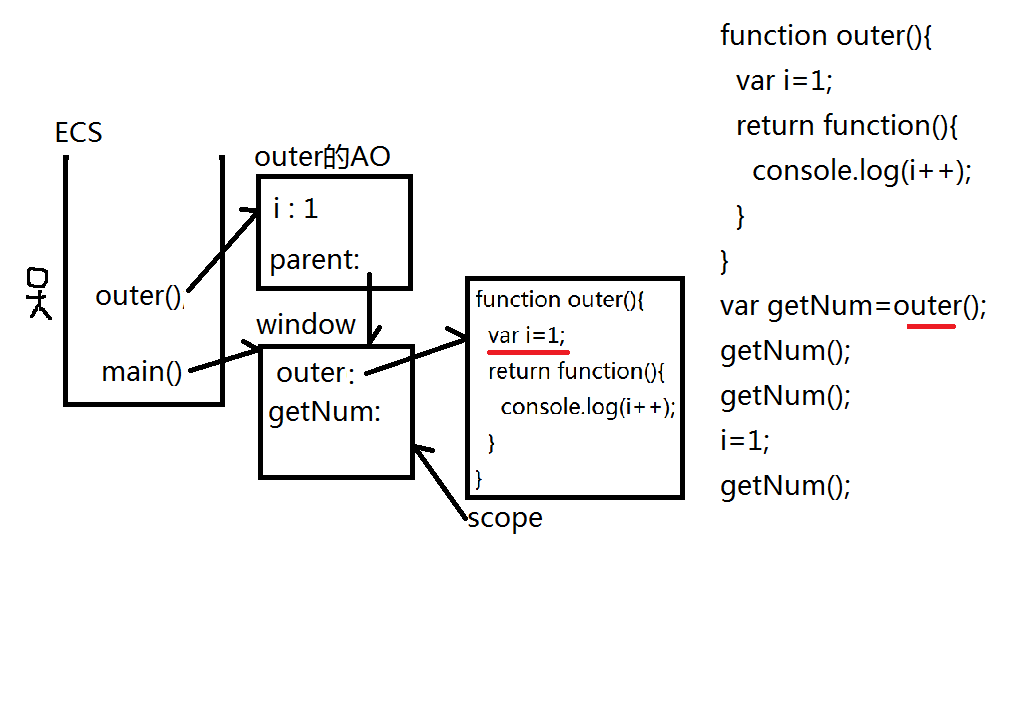 ECS
outer()
main()
outer的AO
i : 1
parent:
window
outer:
getNum:
function outer(){
var i=1;
return function(){
console.log(i++);
}
}
scope
function outer(){
var i=1;
return function(){
console.log(i++);
}
}
var getNum=outer();
getNum();
getNum();
i=1;
getNum();